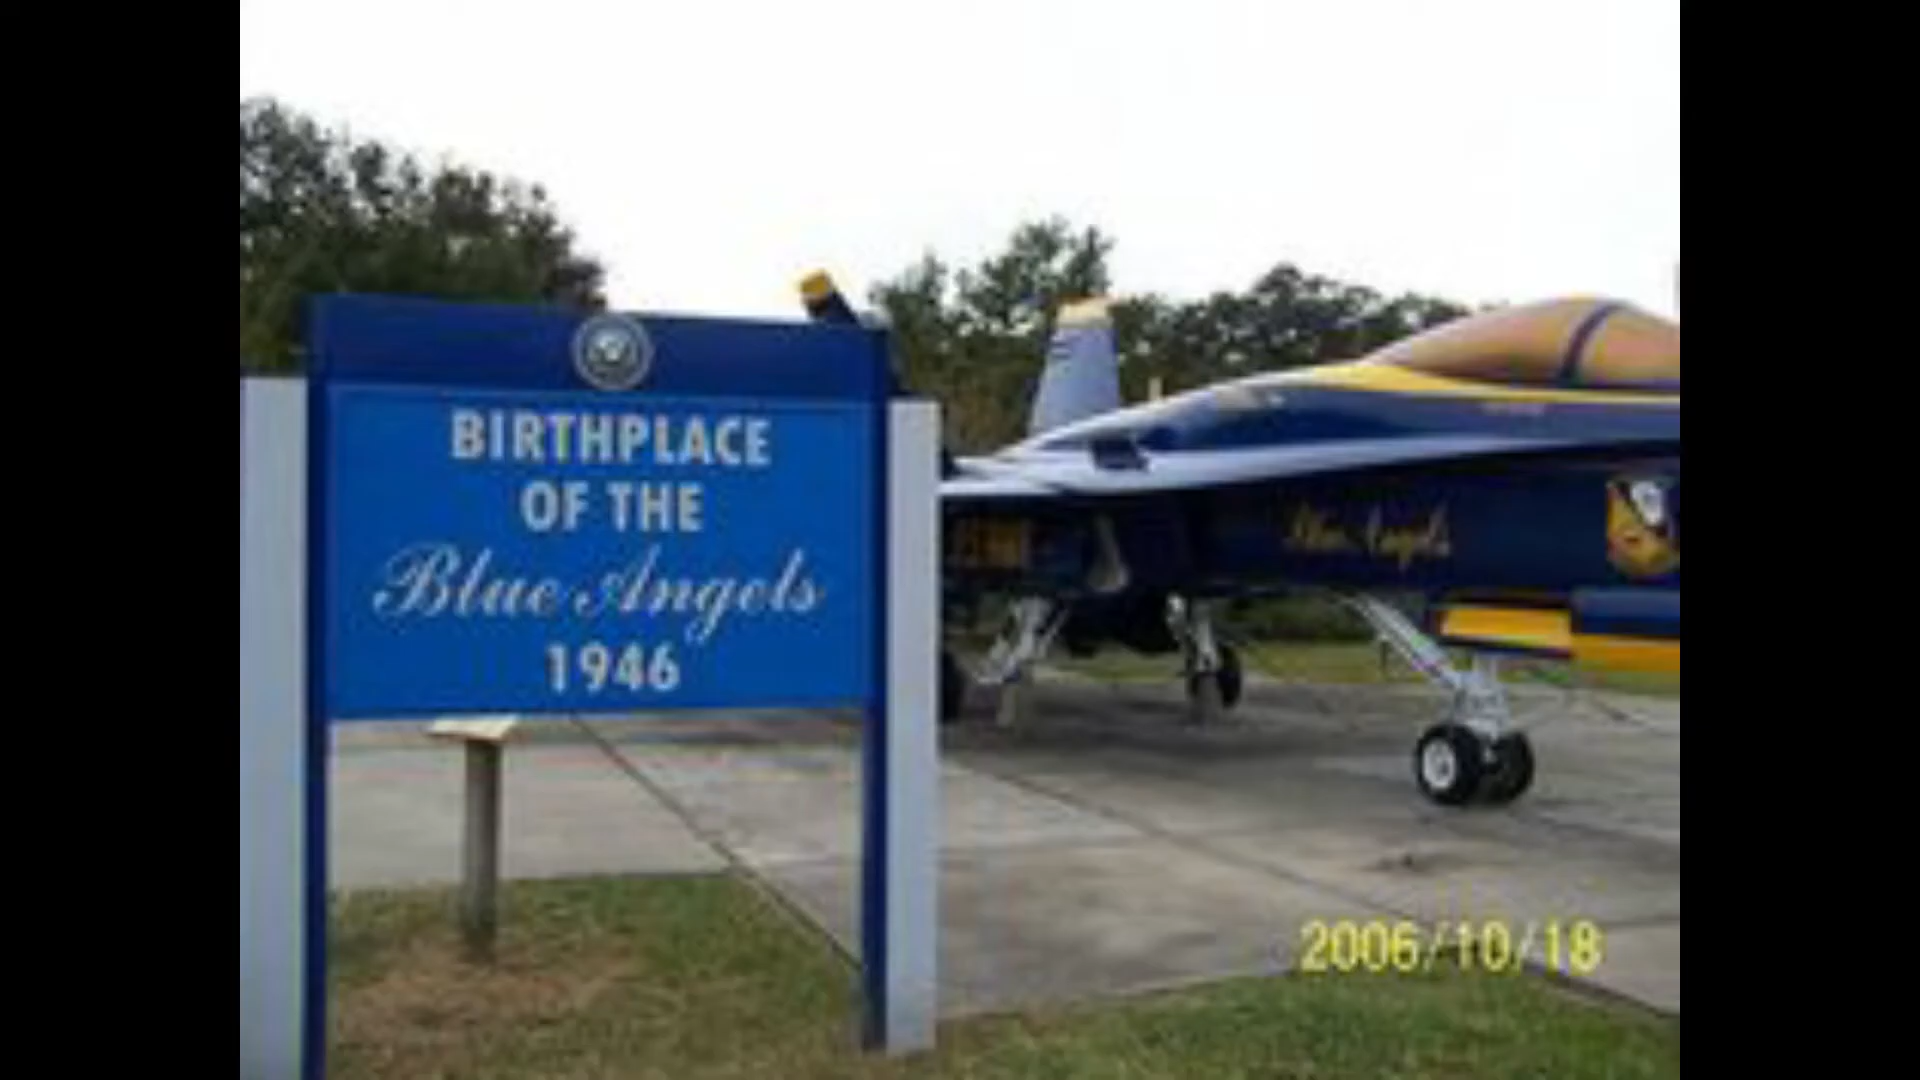 BIRTHPLACE
OF THE
Blue Angels
1946
Blue Angels
2006/10/18